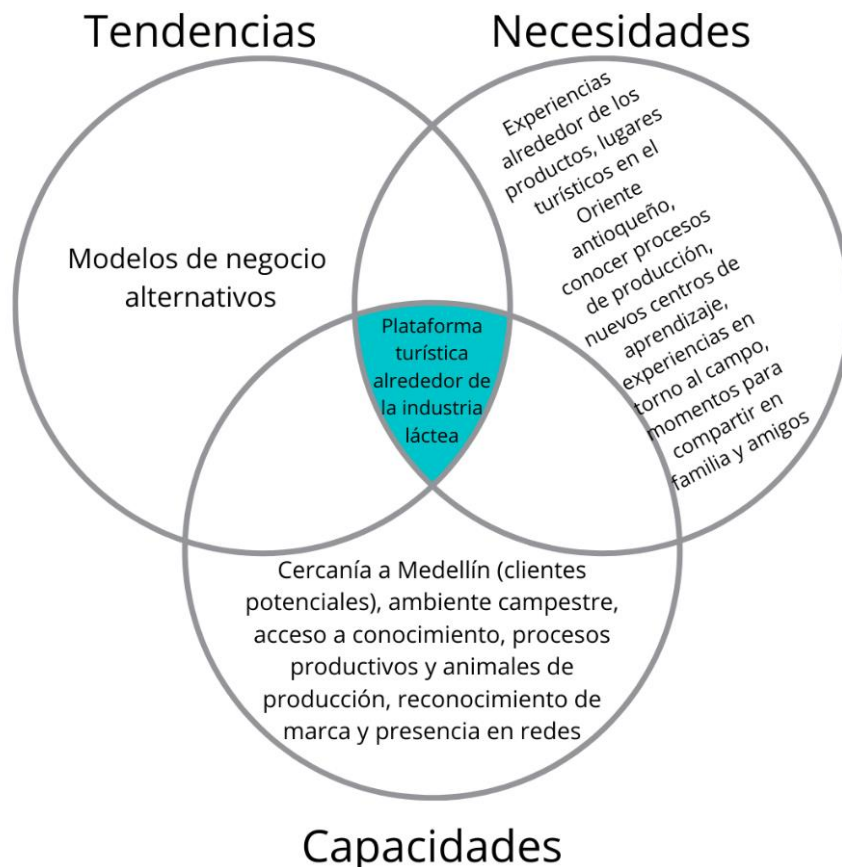 Tendencias
Necesidades
Modelos de negocio
alternativos
Experiencias
alrededor de los
productos, lugares
turísticos en el
Oriente
antioqueño,
conocer procesos
de producción,
nuevos centros de
aprendizaje,
experiencias en
torno al campo,
momentos para
compartir en
familia y amigos
Plataforma
turística
alrededor de
la industria
láctea
Cercanía a Medellín (clientes
potenciales), ambiente campestre,
acceso a conocimiento, procesos
productivos y animales de
producción, reconocimiento de
marca y presencia en redes
Capacidades